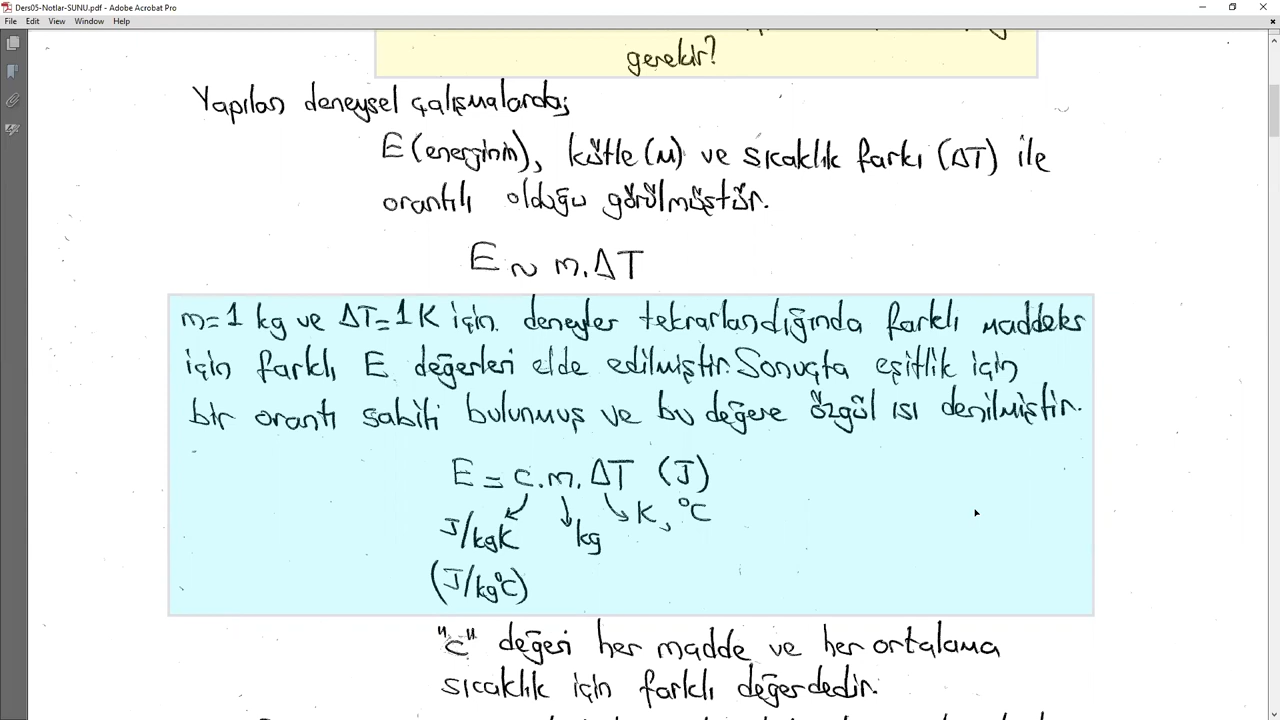 Ders05-Notlar-SUNU.pdf - Adobe Acrobat Pro
File Edit View Window Help
gerekir?
Yapılan deneysel çalışmalarda;
E (enerjinin), kütle (m) ve sıcaklık farkı (ΔT) ile
orantılı olduğu görülmüştür.
E ~ m.ΔT
m=1 kg ve ΔT=1K için deneyler tekrarlandığında farklı maddeler
için farklı E değerleri elde edilmiştir. Sonuçta eşitlik için
bir orantı sabiti bulunmuş ve bu değere özgül ısı denilmiştir.
E = c.m.ΔT (J)
J/kgK kg K, °C
(J/kg°C)
"c" değeri her madde ve her ortalama
sıcaklık için farklı değerdedir.